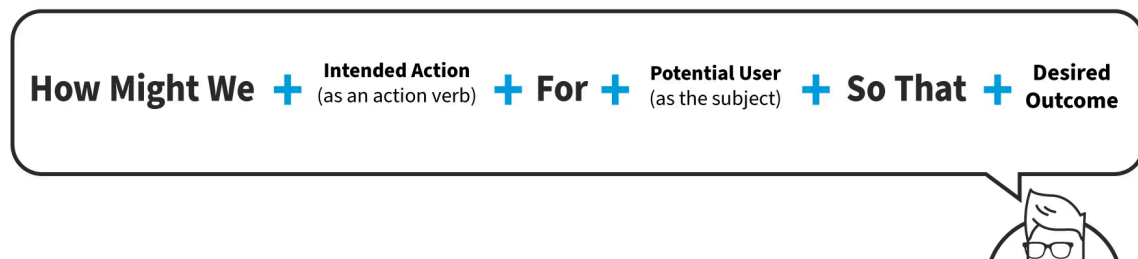 How Might We + Intended Action (as an action verb) + For + Potential User (as the subject) + So That + Desired Outcome